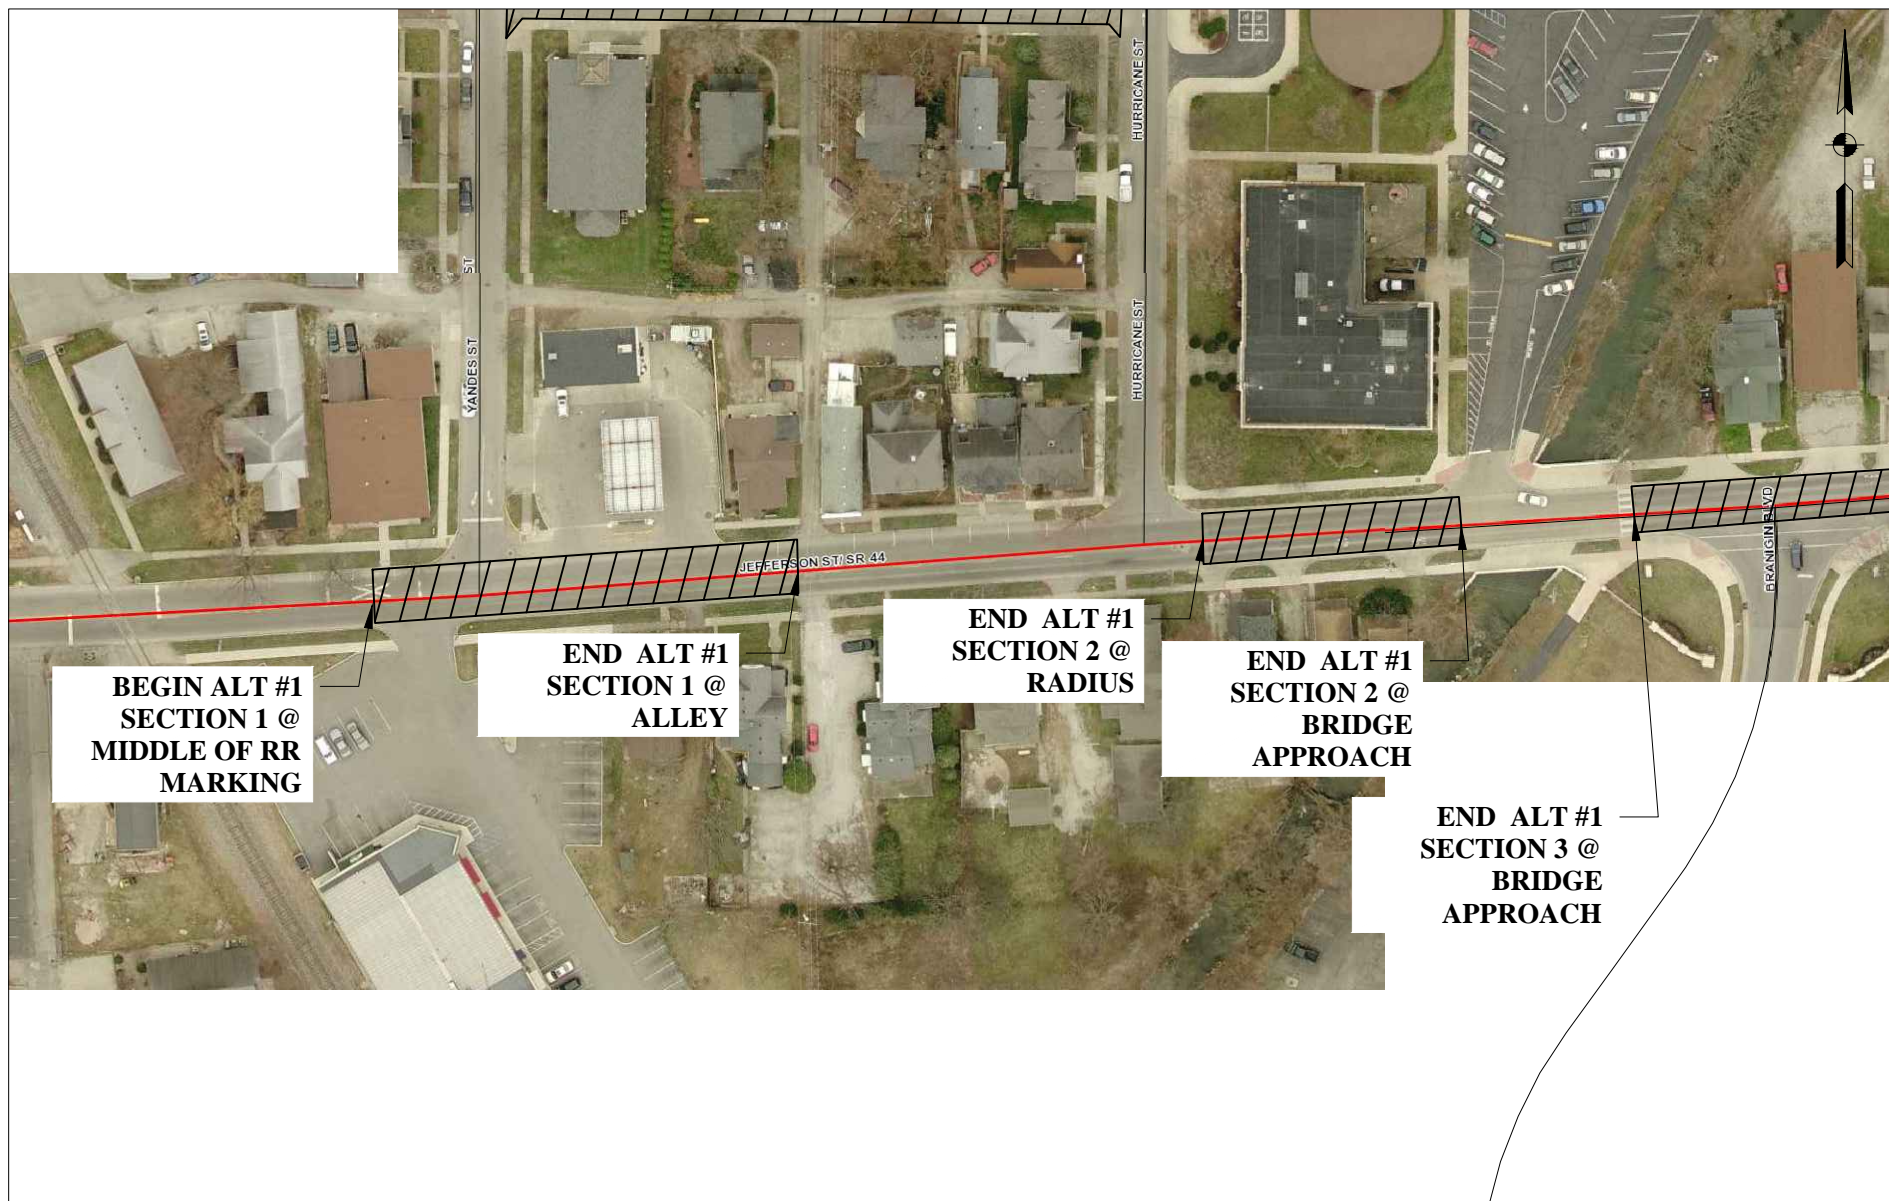 HURRICANE ST
ST
YANDES ST
HURRICANE ST
JEFFERSON ST/ SR 44
BRANIGIN BLVD
BEGIN ALT #1
SECTION 1 @
MIDDLE OF RR
MARKING
END ALT #1
SECTION 1 @
ALLEY
END ALT #1
SECTION 2 @
RADIUS
END ALT #1
SECTION 2 @
BRIDGE
APPROACH
END ALT #1
SECTION 3 @
BRIDGE
APPROACH